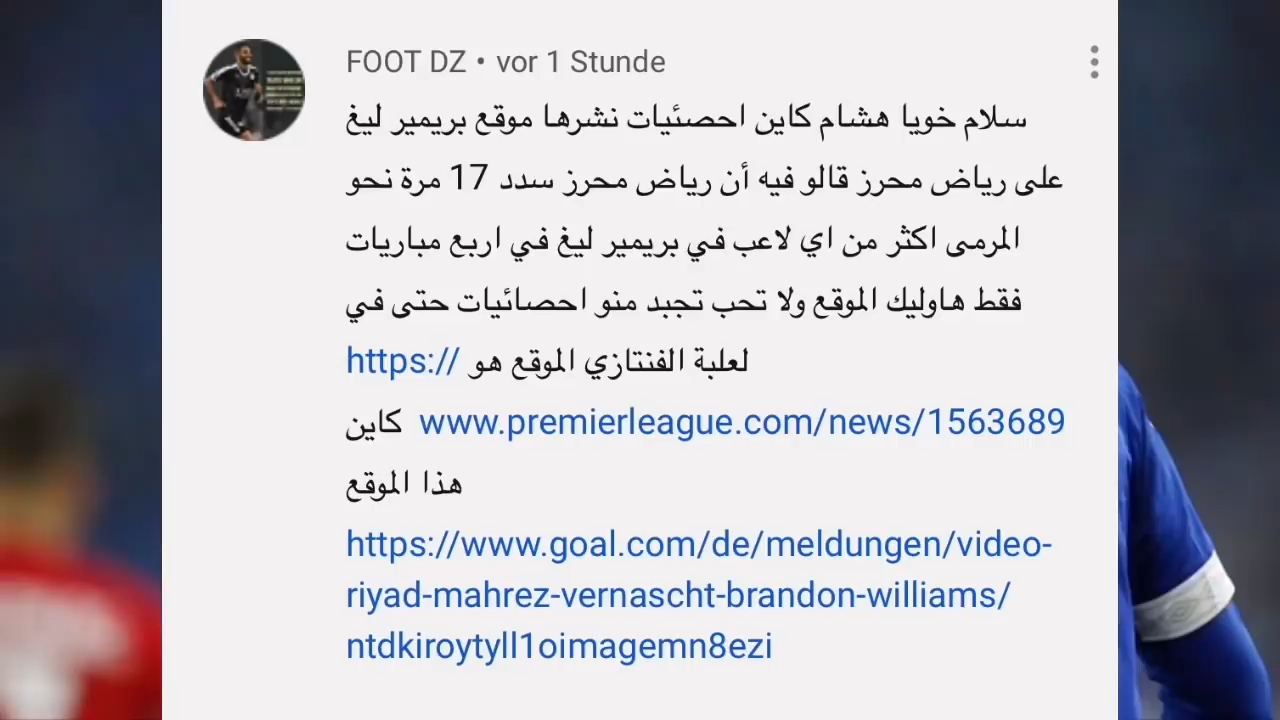 FOOT DZ • vor 1 Stunde
سلام خويا هشام كاين احصئيات نشرها موقع بريمير ليغ
على رياض محرز قالو فيه أن رياض محرز سدد 17 مرة نحو
المرمى اكثر من اي لاعب في بريمير ليغ في اربع مباريات
فقط هاوليك الموقع ولا تحب تجبد منو احصائيات حتى في
لعلبة الفنتازي الموقع هو https://
www.premierleague.com/news/1563689 كاين
هذا الموقع
https://www.goal.com/de/meldungen/video-
riyad-mahrez-vernascht-brandon-williams/
ntdkiroytyll1oimagemn8ezi